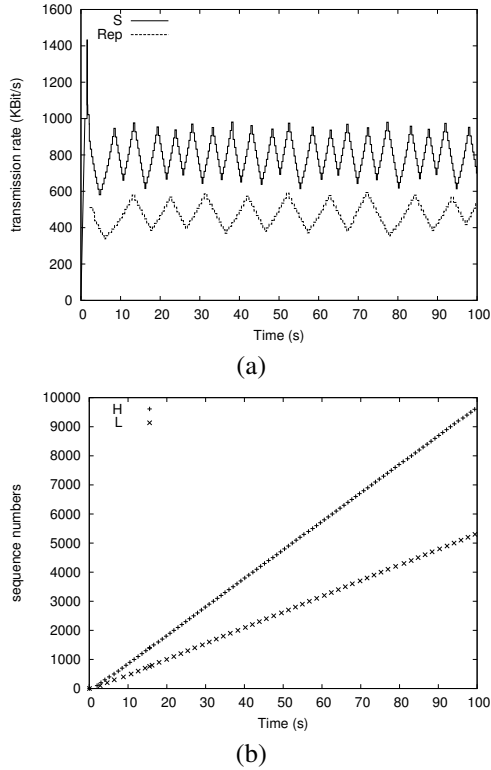 1600
1400
1200
1000
800
600
400
200
0
transmission rate (KBit/s)
S
Rep
0 10 20 30 40 50 60 70 80 90 100
Time (s)
(a)
10000
9000
8000
7000
6000
5000
4000
3000
2000
1000
0
sequence numbers
H
L
0 10 20 30 40 50 60 70 80 90 100
Time (s)
(b)